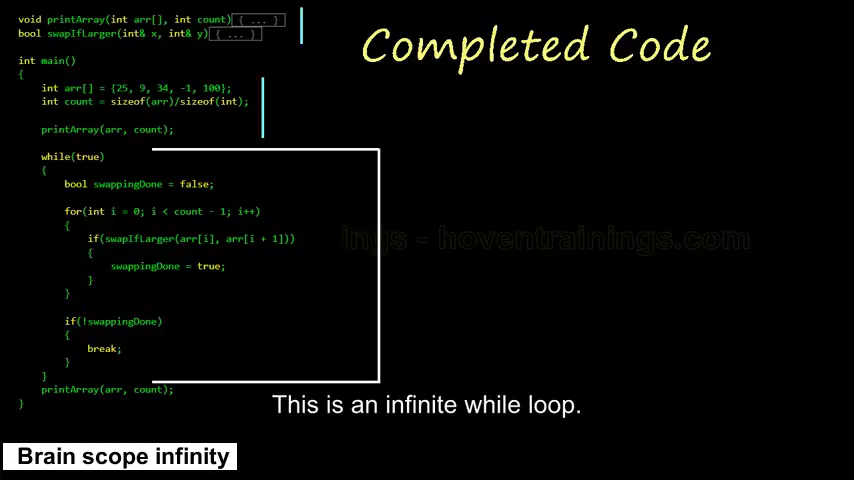 void printArray(int arr[], int count){ ... }
bool swapIfLarger(int& x, int& y){ ... }
Completed Code
int main()
{
int arr[] = {25, 9, 34, -1, 100};
int count = sizeof(arr)/sizeof(int);
printArray(arr, count);
while(true)
{
bool swappingDone = false;
for(int i = 0; i < count - 1; i++)
{
if(swapIfLarger(arr[i], arr[i + 1]))
{
swappingDone = true;
}
}
if(!swappingDone)
{
break;
}
}
printArray(arr, count);
}
ings - hoventrainings.com
This is an infinite while loop.
Brain scope infinity